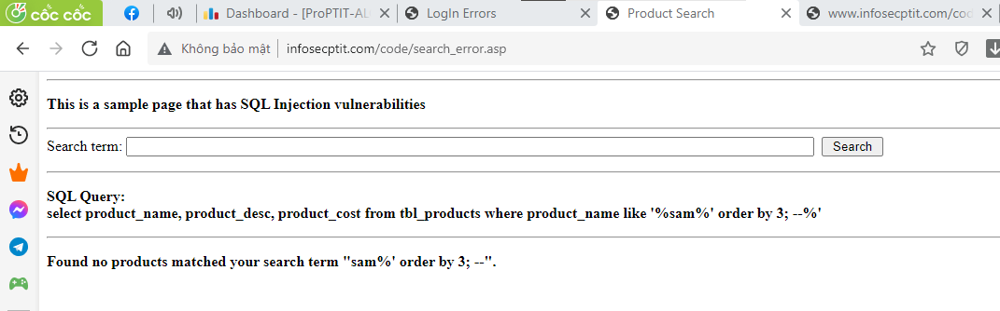 cốc cốc
Dashboard - [ProPTIT-AL
LogIn Errors
Product Search
www.infosecptit.com/cod
Không bảo mật
infosecptit.com/code/search_error.asp
This is a sample page that has SQL Injection vulnerabilities
Search term:
Search
SQL Query:
select product_name, product_desc, product_cost from tbl_products where product_name like '%sam%' order by 3; --%'
Found no products matched your search term "sam%' order by 3; --".